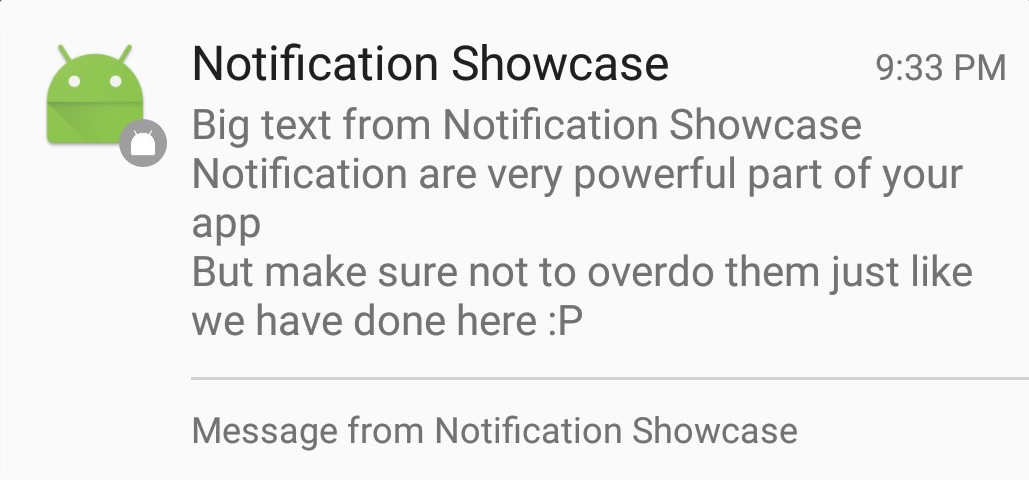 Notification Showcase 9:33 PM
Big text from Notification Showcase
Notification are very powerful part of your
app
But make sure not to overdo them just like
we have done here :P
Message from Notification Showcase